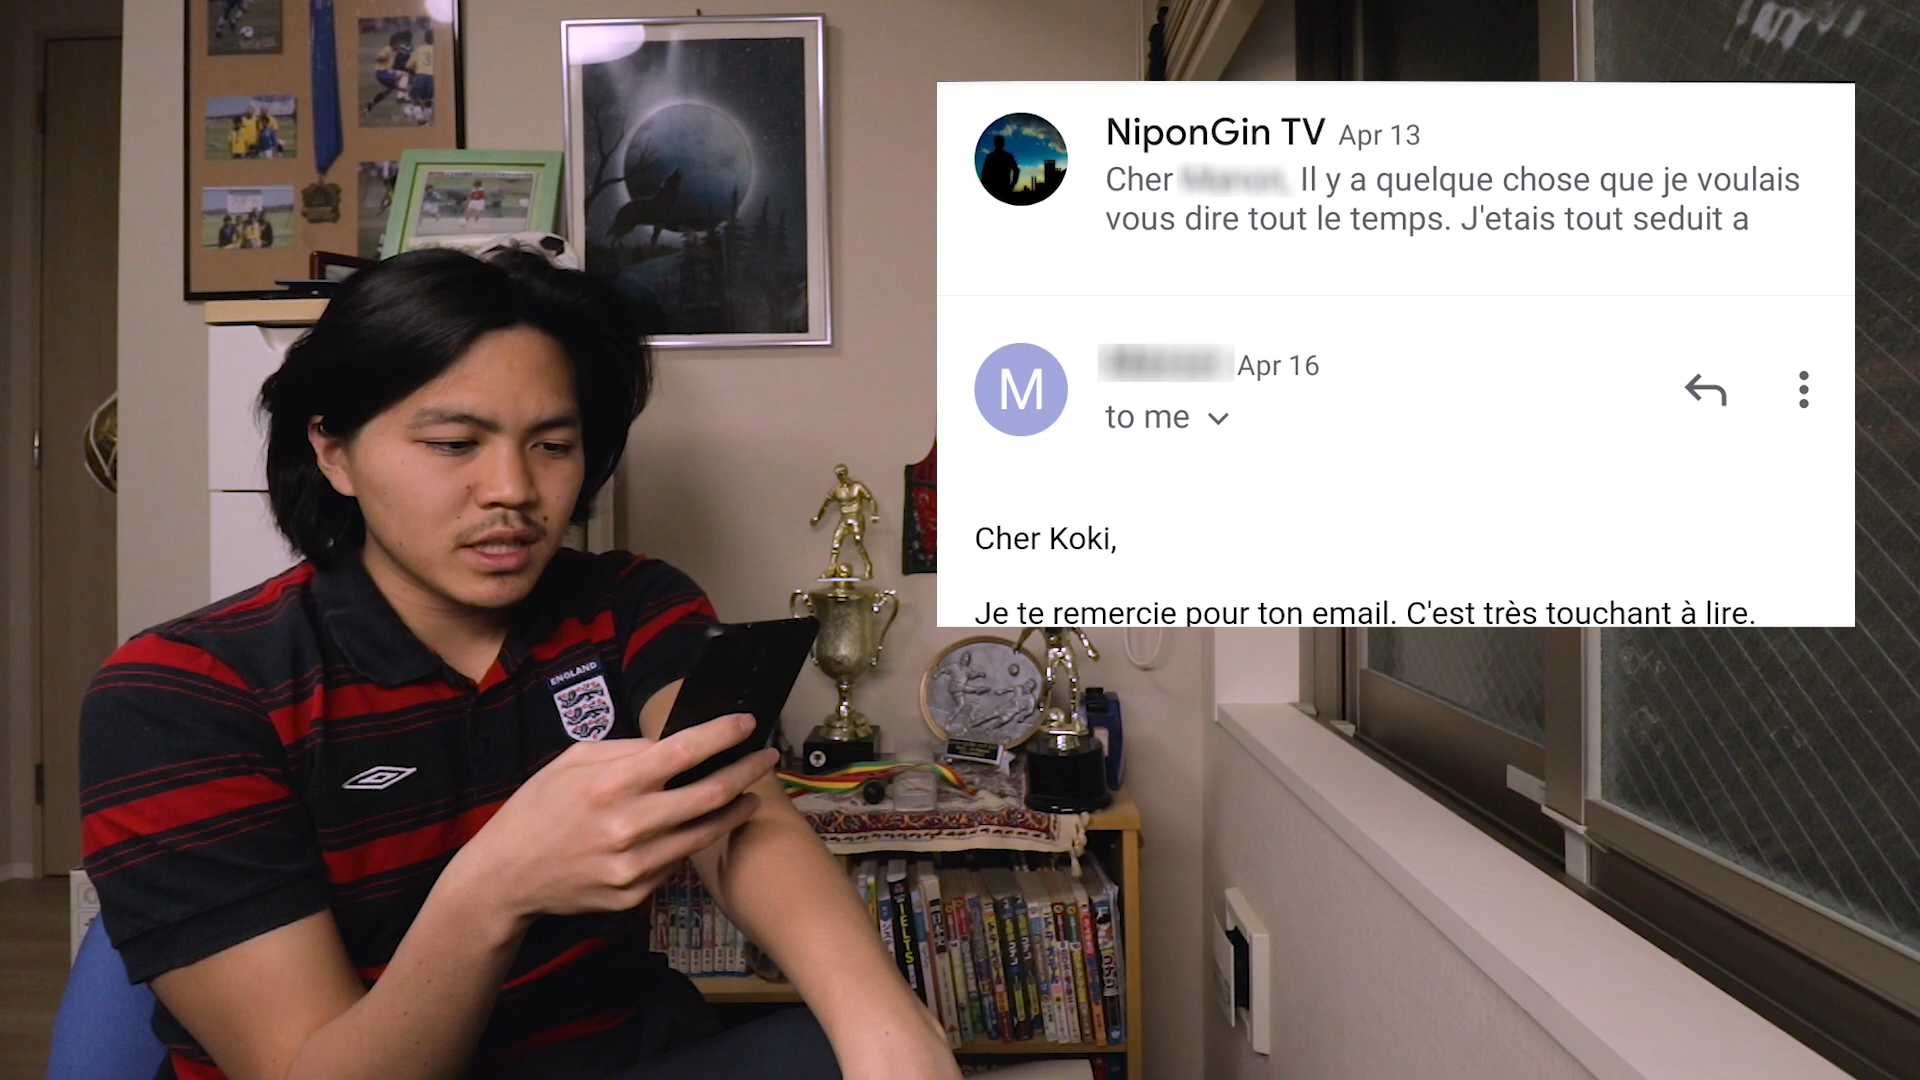 NiponGin TV Apr 13
Cher Il y a quelque chose que je voulais
vous dire tout le temps. J'etais tout seduit a
M
Apr 16
to me
Cher Koki,
Je te remercie pour ton email. C'est très touchant à lire.
ENGLAND
IELTS